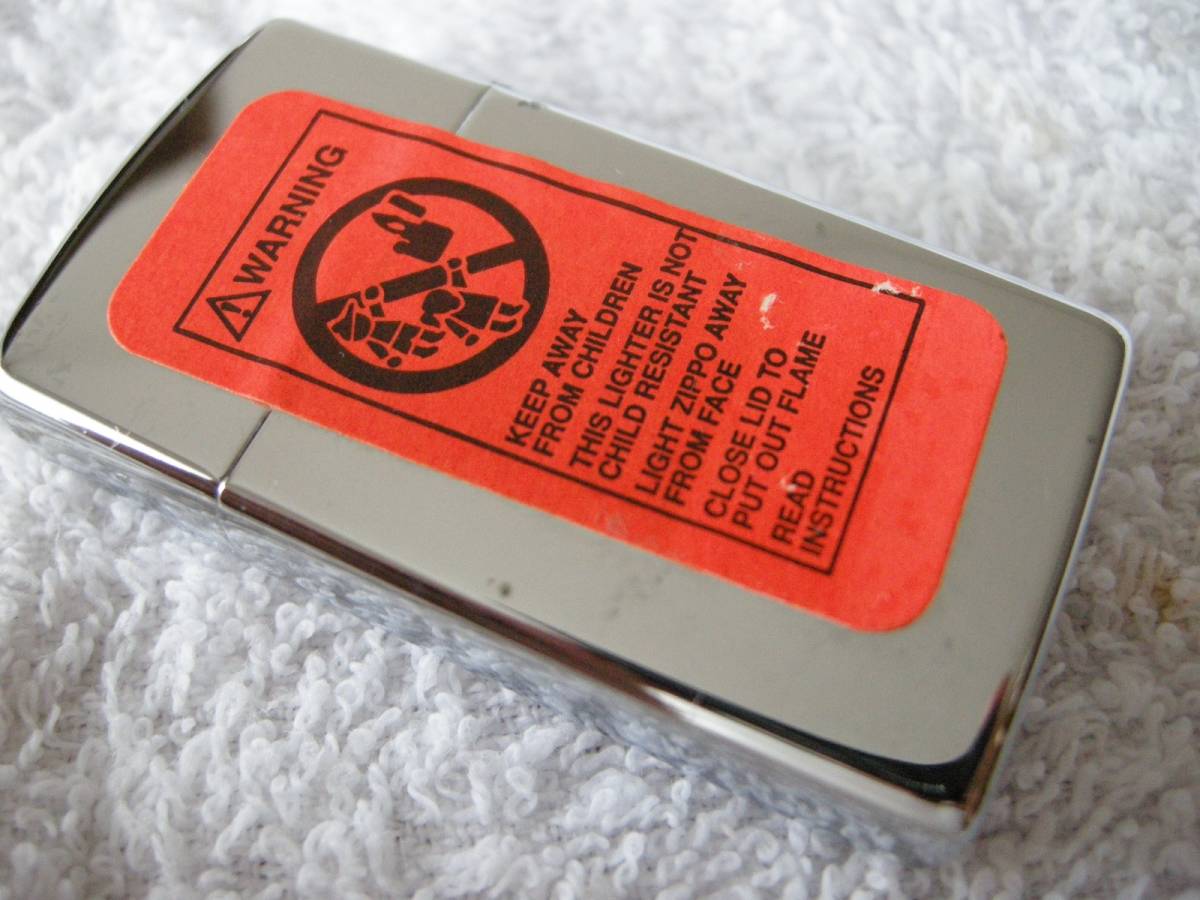 WARNING
KEEP AWAY
FROM CHILDREN
THIS LIGHTER IS NOT
CHILD RESISTANT
LIGHT ZIPPO AWAY
FROM FACE
CLOSE LID TO
PUT OUT FLAME
READ
INSTRUCTIONS